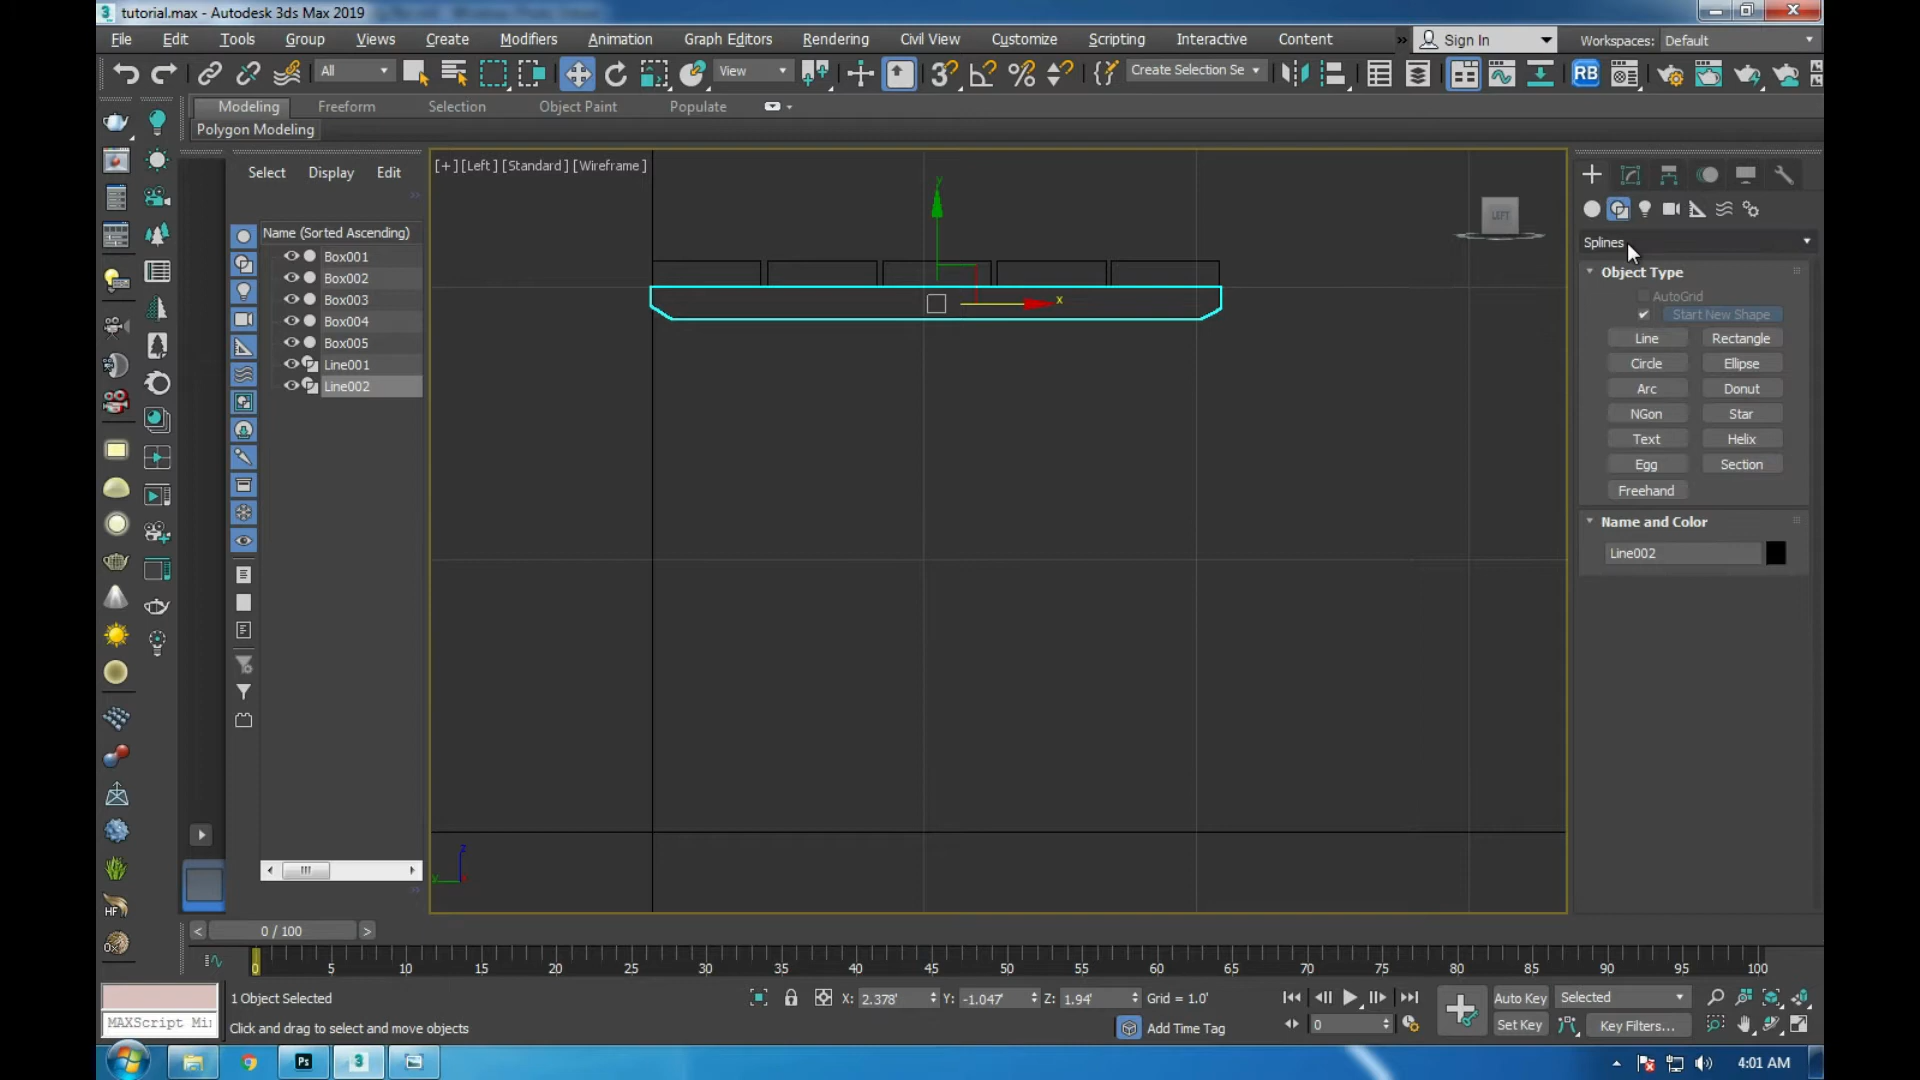 tutorial.max - Autodesk 3ds Max 2019
File Edit Tools Group Views Create Modifiers Animation Graph Editors Rendering Civil View Customize Scripting Interactive Content » Sign In Workspaces: Default
All View Create Selection Se RB
Modeling Freeform Selection Object Paint Populate
Polygon Modeling
Select Display Edit
Name (Sorted Ascending)
Box001
Box002
Box003
Box004
Box005
Line001
Line002
[+] [Left] [Standard] [Wireframe]
y
x
LEFT
z
y
Splines
Object Type
AutoGrid
Start New Shape
Line Rectangle
Circle Ellipse
Arc Donut
NGon Star
Text Helix
Egg Section
Freehand
Name and Color
Line002
HF
0 / 100
0 5 10 15 20 25 30 35 40 45 50 55 60 65 70 75 80 85 90 95 100
1 Object Selected X: 2.378' Y: -1.047' Z: 1.94' Grid = 1.0' Auto Key Selected
MAXScript Mi Click and drag to select and move objects Add Time Tag 0 Set Key Key Filters...
Ps 3 4:01 AM